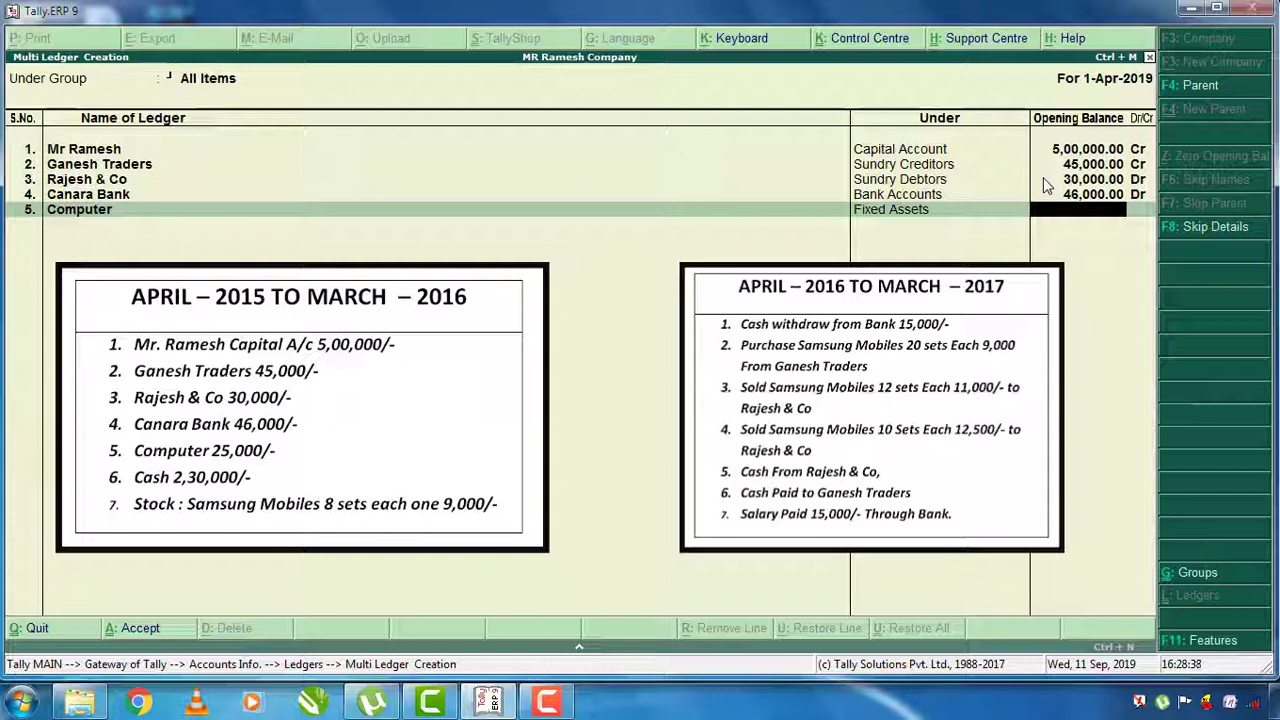 Tally.ERP 9
P: Print E: Export M: E-Mail O: Upload S: TallyShop G: Language K: Keyboard K: Control Centre H: Support Centre H: Help
F3: Company
Multi Ledger Creation MR Ramesh Company Ctrl + M
F3: New Company
Under Group : All Items For 1-Apr-2019
F4: Parent
F4: New Parent
S.No. Name of Ledger Under Opening Balance Dr/Cr
1. Mr Ramesh Capital Account 5,00,000.00 Cr
2. Ganesh Traders Sundry Creditors 45,000.00 Cr
3. Rajesh & Co Sundry Debtors 30,000.00 Dr
4. Canara Bank Bank Accounts 46,000.00 Dr
5. Computer Fixed Assets
Z: Zero Opening Bal
F6: Skip Names
F7: Skip Parent
F8: Skip Details
APRIL – 2015 TO MARCH – 2016
1. Mr. Ramesh Capital A/c 5,00,000/-
2. Ganesh Traders 45,000/-
3. Rajesh & Co 30,000/-
4. Canara Bank 46,000/-
5. Computer 25,000/-
6. Cash 2,30,000/-
7. Stock : Samsung Mobiles 8 sets each one 9,000/-
APRIL – 2016 TO MARCH – 2017
1. Cash withdraw from Bank 15,000/-
2. Purchase Samsung Mobiles 20 sets Each 9,000
From Ganesh Traders
3. Sold Samsung Mobiles 12 sets Each 11,000/- to
Rajesh & Co
4. Sold Samsung Mobiles 10 Sets Each 12,500/- to
Rajesh & Co
5. Cash From Rajesh & Co,
6. Cash Paid to Ganesh Traders
7. Salary Paid 15,000/- Through Bank.
G: Groups
L: Ledgers
F11: Features
Q: Quit A: Accept D: Delete R: Remove Line U: Restore Line U: Restore All
Ctrl + N
Tally MAIN --> Gateway of Tally --> Accounts Info. --> Ledgers --> Multi Ledger Creation (c) Tally Solutions Pvt. Ltd., 1988-2017 Wed, 11 Sep, 2019 16:28:38